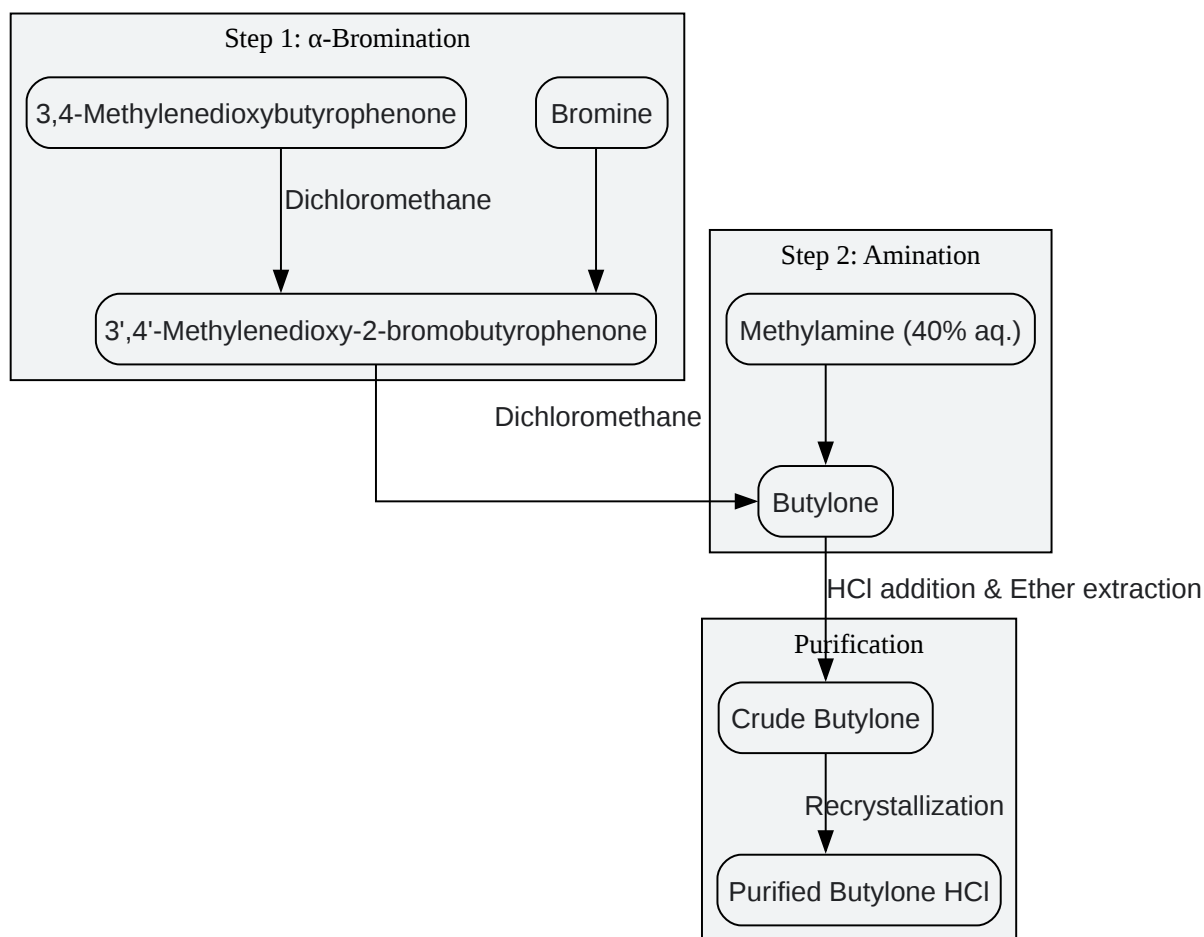 Step 1: α-Bromination
3,4-Methylenedioxybutyrophenone
Bromine
Dichloromethane
3',4'-Methylenedioxy-2-bromobutyrophenone
Step 2: Amination
Methylamine (40% aq.)
Dichloromethane
Butylone
HCl addition & Ether extraction
Purification
Crude Butylone
Recrystallization
Purified Butylone HCl